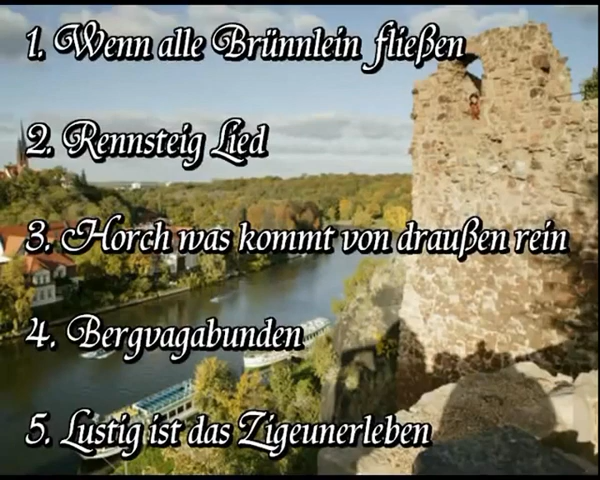 1. Wenn alle Brünnlein fließen
2. Rennsteig Lied
3. Horch was kommt von draußen rein
4. Bergvagabunden
5. Lustig ist das Zigeunerleben